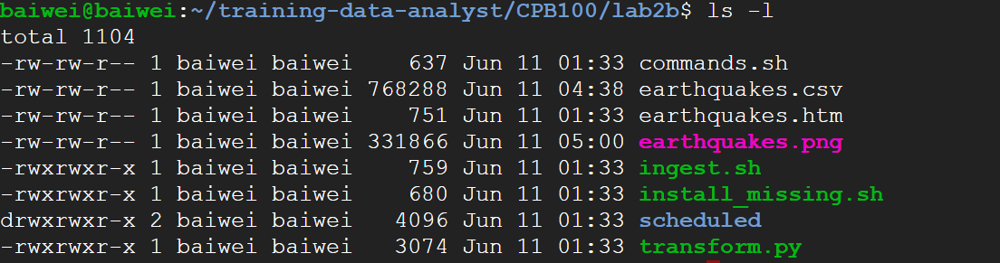 baiwei@baiwei:~/training-data-analyst/CPB100/lab2b$ ls -l
total 1104
-rw-rw-r-- 1 baiwei baiwei    637 Jun 11 01:33 commands.sh
-rw-rw-r-- 1 baiwei baiwei 768288 Jun 11 04:38 earthquakes.csv
-rw-rw-r-- 1 baiwei baiwei    751 Jun 11 01:33 earthquakes.htm
-rw-rw-r-- 1 baiwei baiwei 331866 Jun 11 05:00 earthquakes.png
-rwxrwxr-x 1 baiwei baiwei    759 Jun 11 01:33 ingest.sh
-rwxrwxr-x 1 baiwei baiwei    680 Jun 11 01:33 install_missing.sh
drwxrwxr-x 2 baiwei baiwei   4096 Jun 11 01:33 scheduled
-rwxrwxr-x 1 baiwei baiwei   3074 Jun 11 01:33 transform.py